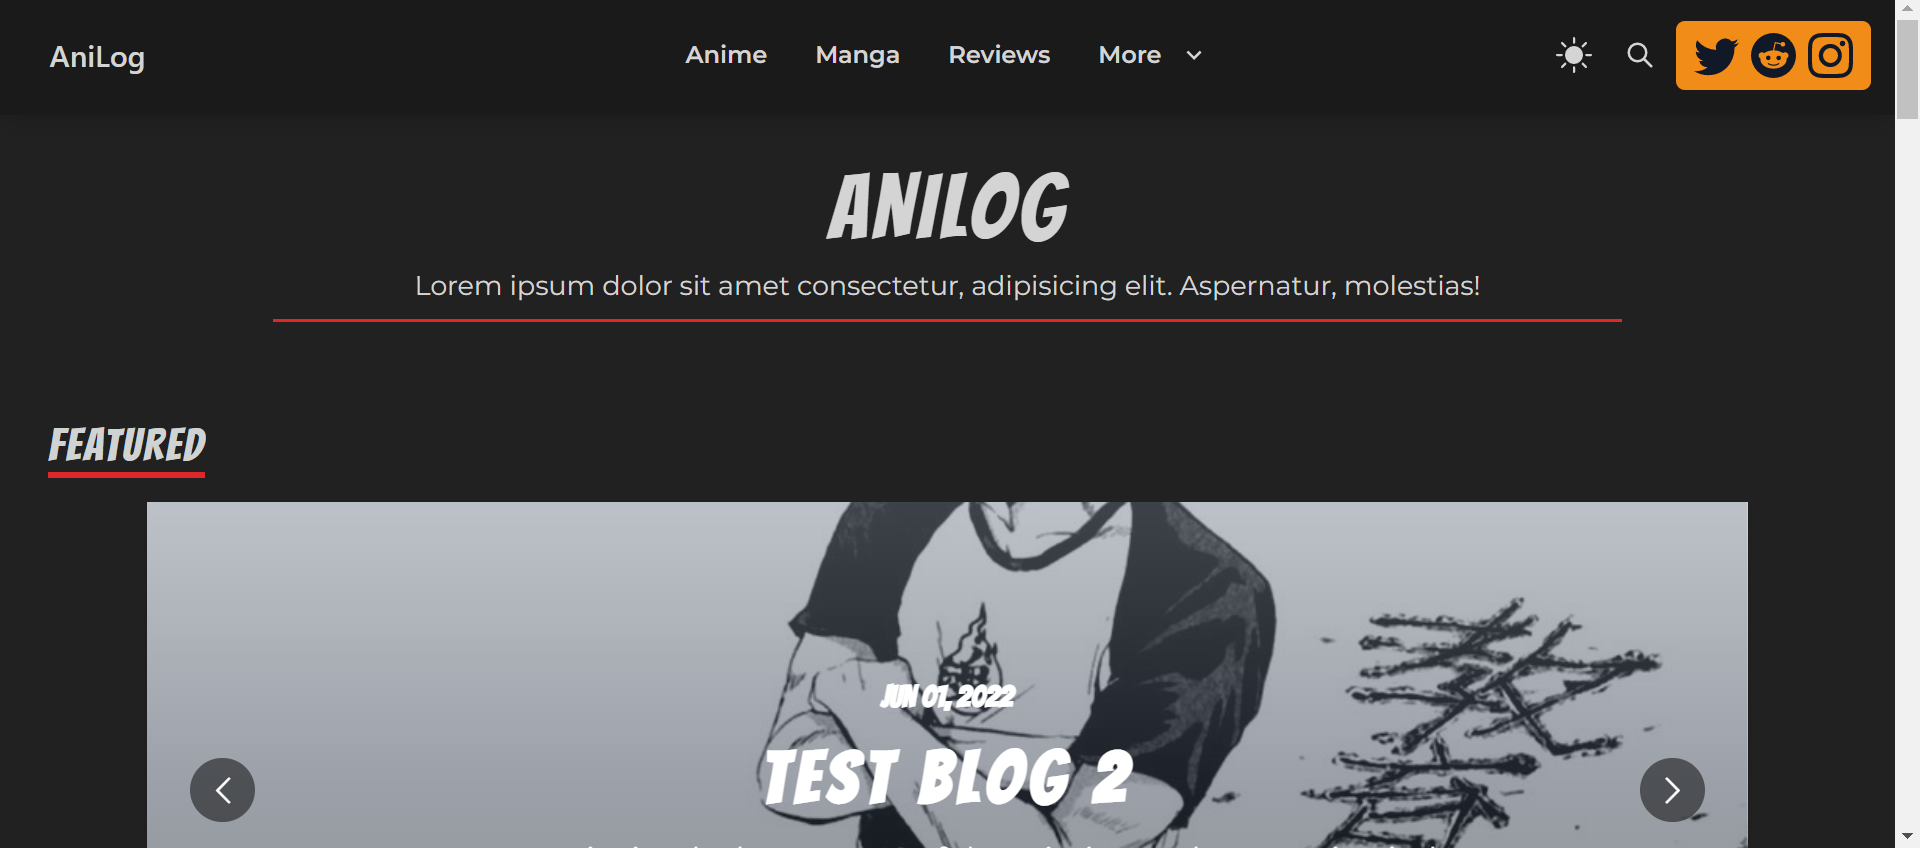 AniLog
Anime Manga Reviews More
ANILOG
Lorem ipsum dolor sit amet consectetur, adipisicing elit. Aspernatur, molestias!
FEATURED
JUN 01, 2022
TEST BLOG 2